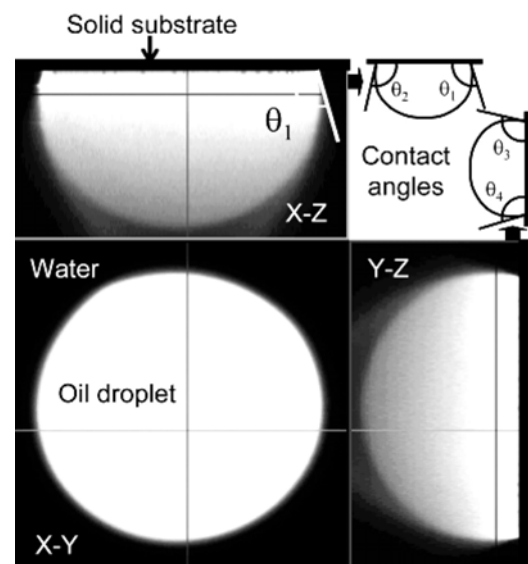 Solid substrate
θ1
X-Z
θ2
θ1
θ3
Contact
angles
θ4
Water
Y-Z
Oil droplet
X-Y